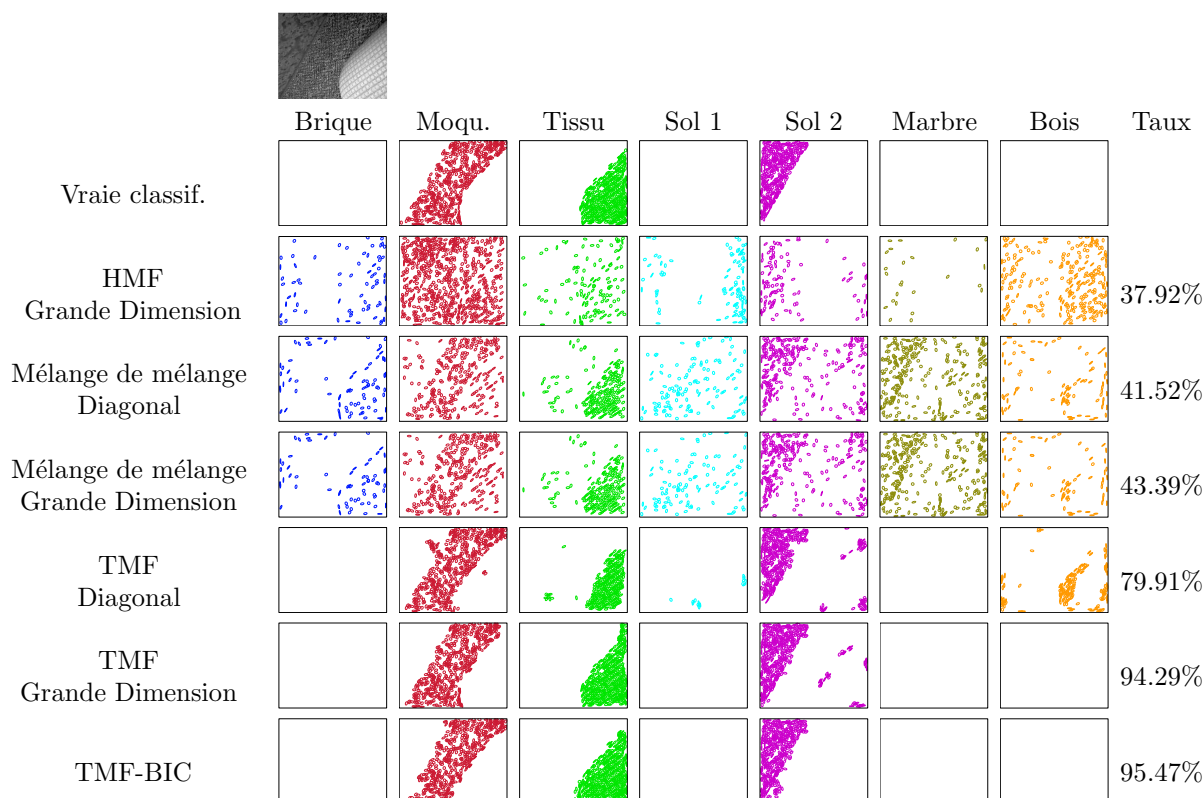 Brique Moqu. Tissu Sol 1 Sol 2 Marbre Bois Taux
Vraie classif.
HMF
Grande Dimension
37.92%
Mélange de mélange
Diagonal
41.52%
Mélange de mélange
Grande Dimension
43.39%
TMF
Diagonal
79.91%
TMF
Grande Dimension
94.29%
TMF-BIC
95.47%